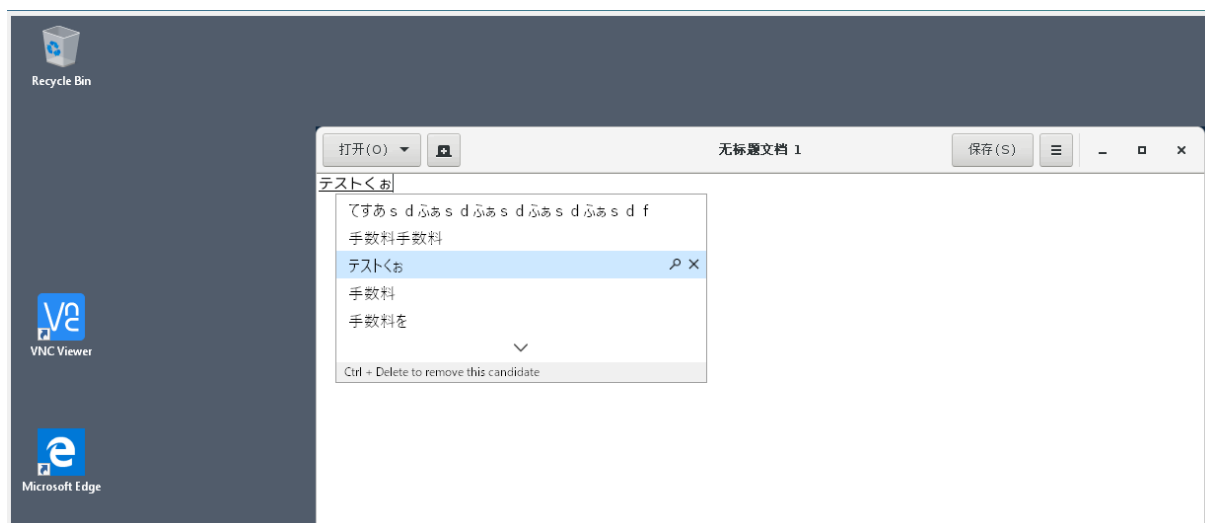 Recycle Bin
打开(O)
无标题文档 1
保存(S)
テストくぉ
てすあｓｄふぁｓｄふぁｓｄふぁｓｄふぁｓｄｆ
手数料手数料
テストくぉ
手数料
手数料を
Ctrl + Delete to remove this candidate
VNC Viewer
Microsoft Edge